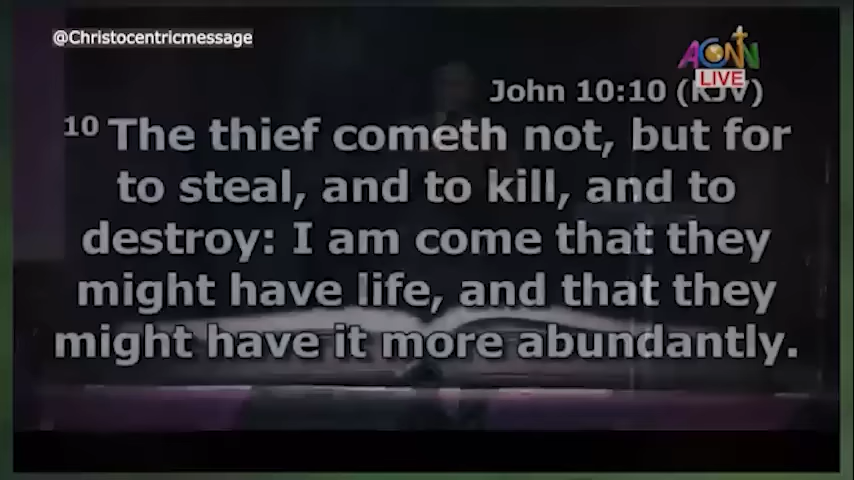 @Christocentricmessage
ACNN
LIVE
John 10:10 (KJV)
10 The thief cometh not, but for
to steal, and to kill, and to
destroy: I am come that they
might have life, and that they
might have it more abundantly.